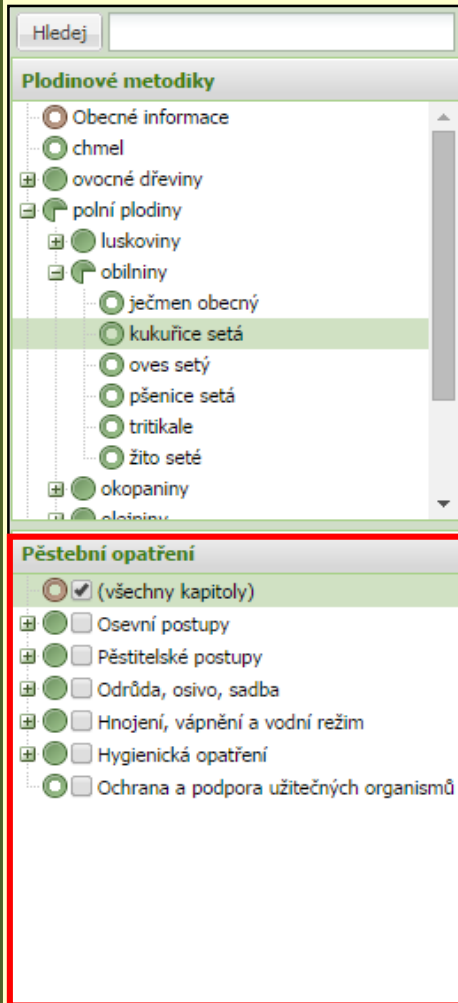 Hledej
Plodinové metodiky
Obecné informace
chmel
ovocné dřeviny
polní plodiny
luskoviny
obilniny
ječmen obecný
kukuřice setá
oves setý
pšenice setá
tritikale
žito seté
okopaniny
olejniny
Pěstební opatření
(všechny kapitoly)
Osevní postupy
Pěstitelské postupy
Odrůda, osivo, sadba
Hnojení, vápnění a vodní režim
Hygienická opatření
Ochrana a podpora užitečných organismů